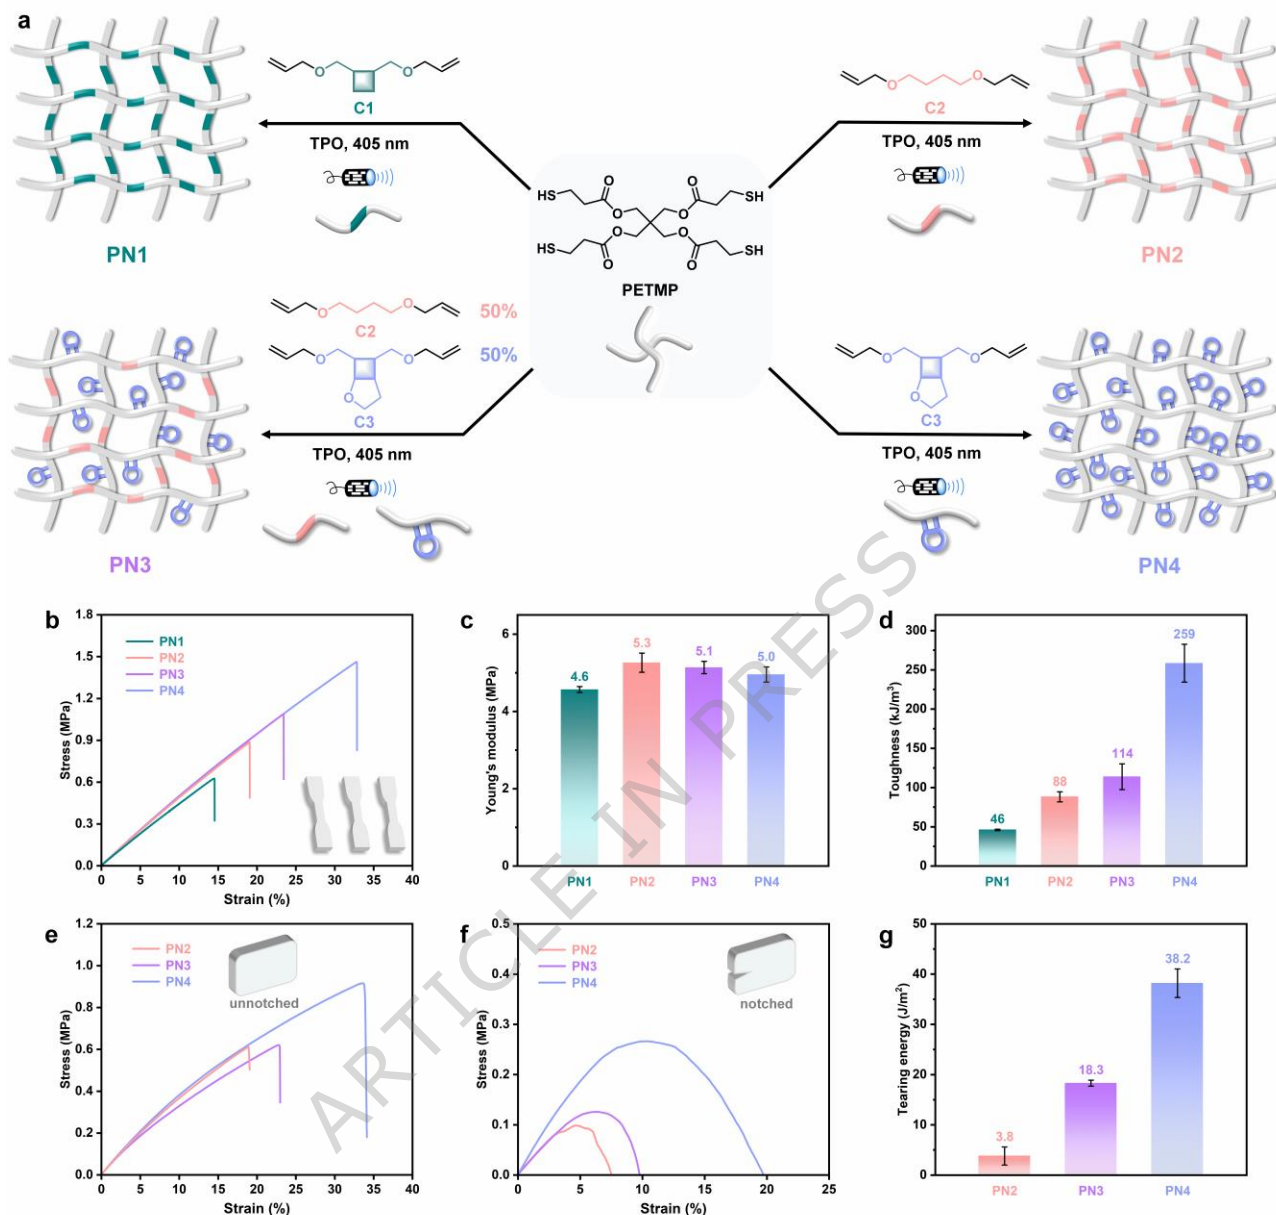 a
C1
TPO, 405 nm
PN1
C2
TPO, 405 nm
PN2
HS
SH
HS
SH
O
O
O
O
O
O
O
O
PETMP
C2
50%
C3
50%
TPO, 405 nm
PN3
C3
TPO, 405 nm
PN4
b
PN1
PN2
PN3
PN4
Stress (MPa)
1.8
1.5
1.2
0.9
0.6
0.3
0.0
0 5 10 15 20 25 30 35 40
Strain (%)
c
Young's modulus (MPa)
6
4
2
0
4.6
5.3
5.1
5.0
PN1 PN2 PN3 PN4
d
Toughness (kJ/m³)
300
250
200
150
100
50
0
46
88
114
259
PN1 PN2 PN3 PN4
e
PN2
PN3
PN4
unnotched
Stress (MPa)
1.2
1.0
0.8
0.6
0.4
0.2
0.0
0 5 10 15 20 25 30 35 40
Strain (%)
f
PN2
PN3
PN4
notched
Stress (MPa)
0.5
0.4
0.3
0.2
0.1
0.0
0 5 10 15 20 25
Strain (%)
g
Tearing energy (J/m²)
50
40
30
20
10
0
3.8
18.3
38.2
PN2 PN3 PN4
ARTICLE IN PRESS